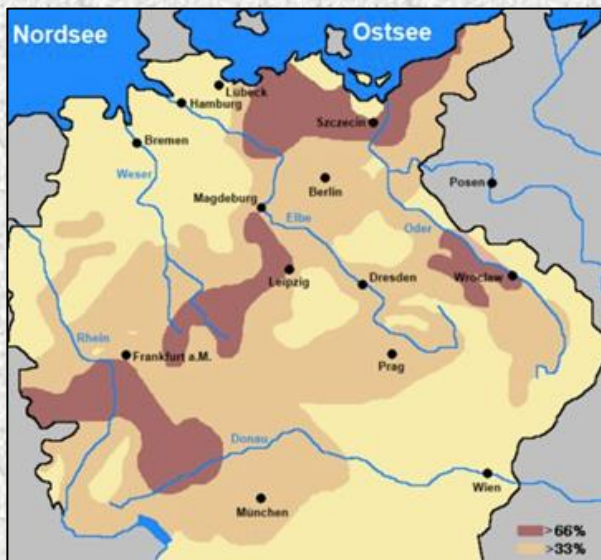 Nordsee
Ostsee
Lübeck
Hamburg
Szczecin
Bremen
Weser
Berlin
Posen
Magdeburg
Elbe
Oder
Leipzig
Dresden
Wroclaw
Rhein
Frankfurt a.M.
Prag
Donau
Wien
München
>66%
>33%